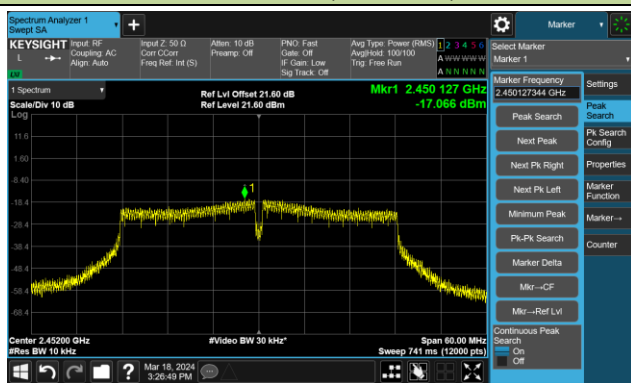 Spectrum Analyzer 1
Swept SA
Marker
KEYSIGHT Input: RF Input Z: 50 Ω Atten: 10 dB PNO: Fast Avg Type: Power (RMS) 1 2 3 4 5 6
L Coupling: AC Corr CCorr Preamp: Off Gate: Off Avg|Hold: 100/100 A W W W W W
Align: Auto Freq Ref: Int (S) IF Gain: Low Trig: Free Run
Sig Track: Off A N N N N N
Select Marker
Marker 1
1 Spectrum
Ref Lvl Offset 21.60 dB Mkr1 2.450 127 GHz
Scale/Div 10 dB Ref Level 21.60 dBm -17.066 dBm
Log
11.6
1.60
-8.40
-18.4
-28.4
-38.4
-48.4
-58.4
-68.4
1
Center 2.45200 GHz #Video BW 30 kHz* Span 60.00 MHz
#Res BW 10 kHz Sweep 741 ms (12000 pts)
Mar 18, 2024
3:26:49 PM
Marker Frequency
2.450127344 GHz
Peak Search
Next Peak
Next Pk Right
Next Pk Left
Minimum Peak
Pk-Pk Search
Marker Delta
Mkr→CF
Mkr→Ref Lvl
Continuous Peak
Search
On
Off
Settings
Peak
Search
Pk Search
Config
Properties
Marker
Function
Marker→
Counter